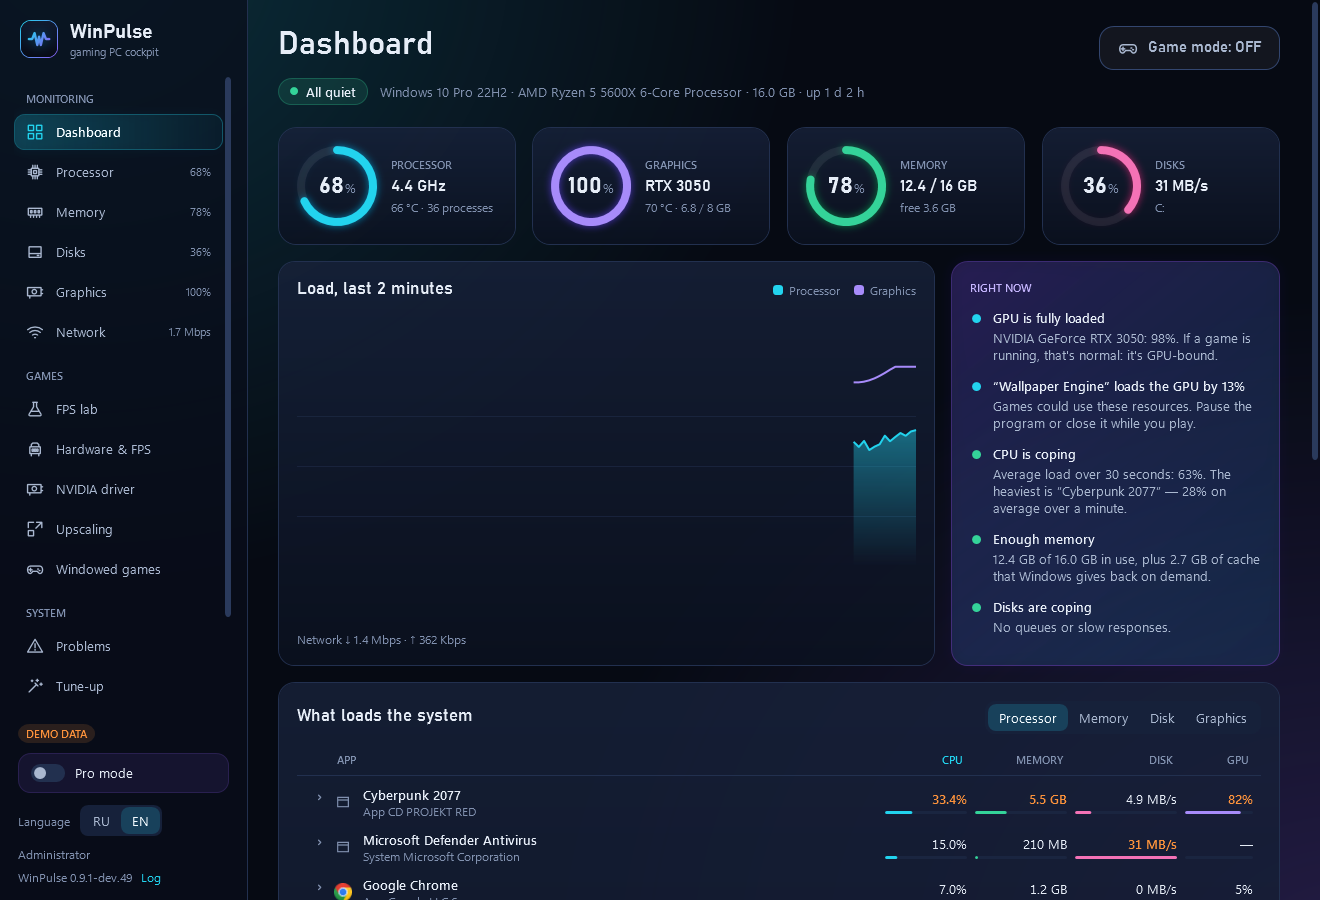 WinPulse
gaming PC cockpit
MONITORING
Dashboard
Processor 68%
Memory 78%
Disks 36%
Graphics 100%
Network 1.7 Mbps
GAMES
FPS lab
Hardware & FPS
NVIDIA driver
Upscaling
Windowed games
SYSTEM
Problems
Tune-up
DEMO DATA
Pro mode
Language RU EN
Administrator
WinPulse 0.9.1-dev.49 Log
Dashboard
Game mode: OFF
All quiet Windows 10 Pro 22H2 · AMD Ryzen 5 5600X 6-Core Processor · 16.0 GB · up 1 d 2 h
68%
PROCESSOR
4.4 GHz
66 °C · 36 processes
100%
GRAPHICS
RTX 3050
70 °C · 6.8 / 8 GB
78%
MEMORY
12.4 / 16 GB
free 3.6 GB
36%
DISKS
31 MB/s
C:
Load, last 2 minutes
Processor Graphics
Network ↓ 1.4 Mbps · ↑ 362 Kbps
RIGHT NOW
GPU is fully loaded
NVIDIA GeForce RTX 3050: 98%. If a game is
running, that's normal: it's GPU-bound.
“Wallpaper Engine” loads the GPU by 13%
Games could use these resources. Pause the
program or close it while you play.
CPU is coping
Average load over 30 seconds: 63%. The
heaviest is “Cyberpunk 2077” — 28% on
average over a minute.
Enough memory
12.4 GB of 16.0 GB in use, plus 2.7 GB of cache
that Windows gives back on demand.
Disks are coping
No queues or slow responses.
What loads the system
Processor Memory Disk Graphics
APP CPU MEMORY DISK GPU
Cyberpunk 2077 33.4% 5.5 GB 4.9 MB/s 82%
App CD PROJEKT RED
Microsoft Defender Antivirus 15.0% 210 MB 31 MB/s —
System Microsoft Corporation
Google Chrome 7.0% 1.2 GB 0 MB/s 5%